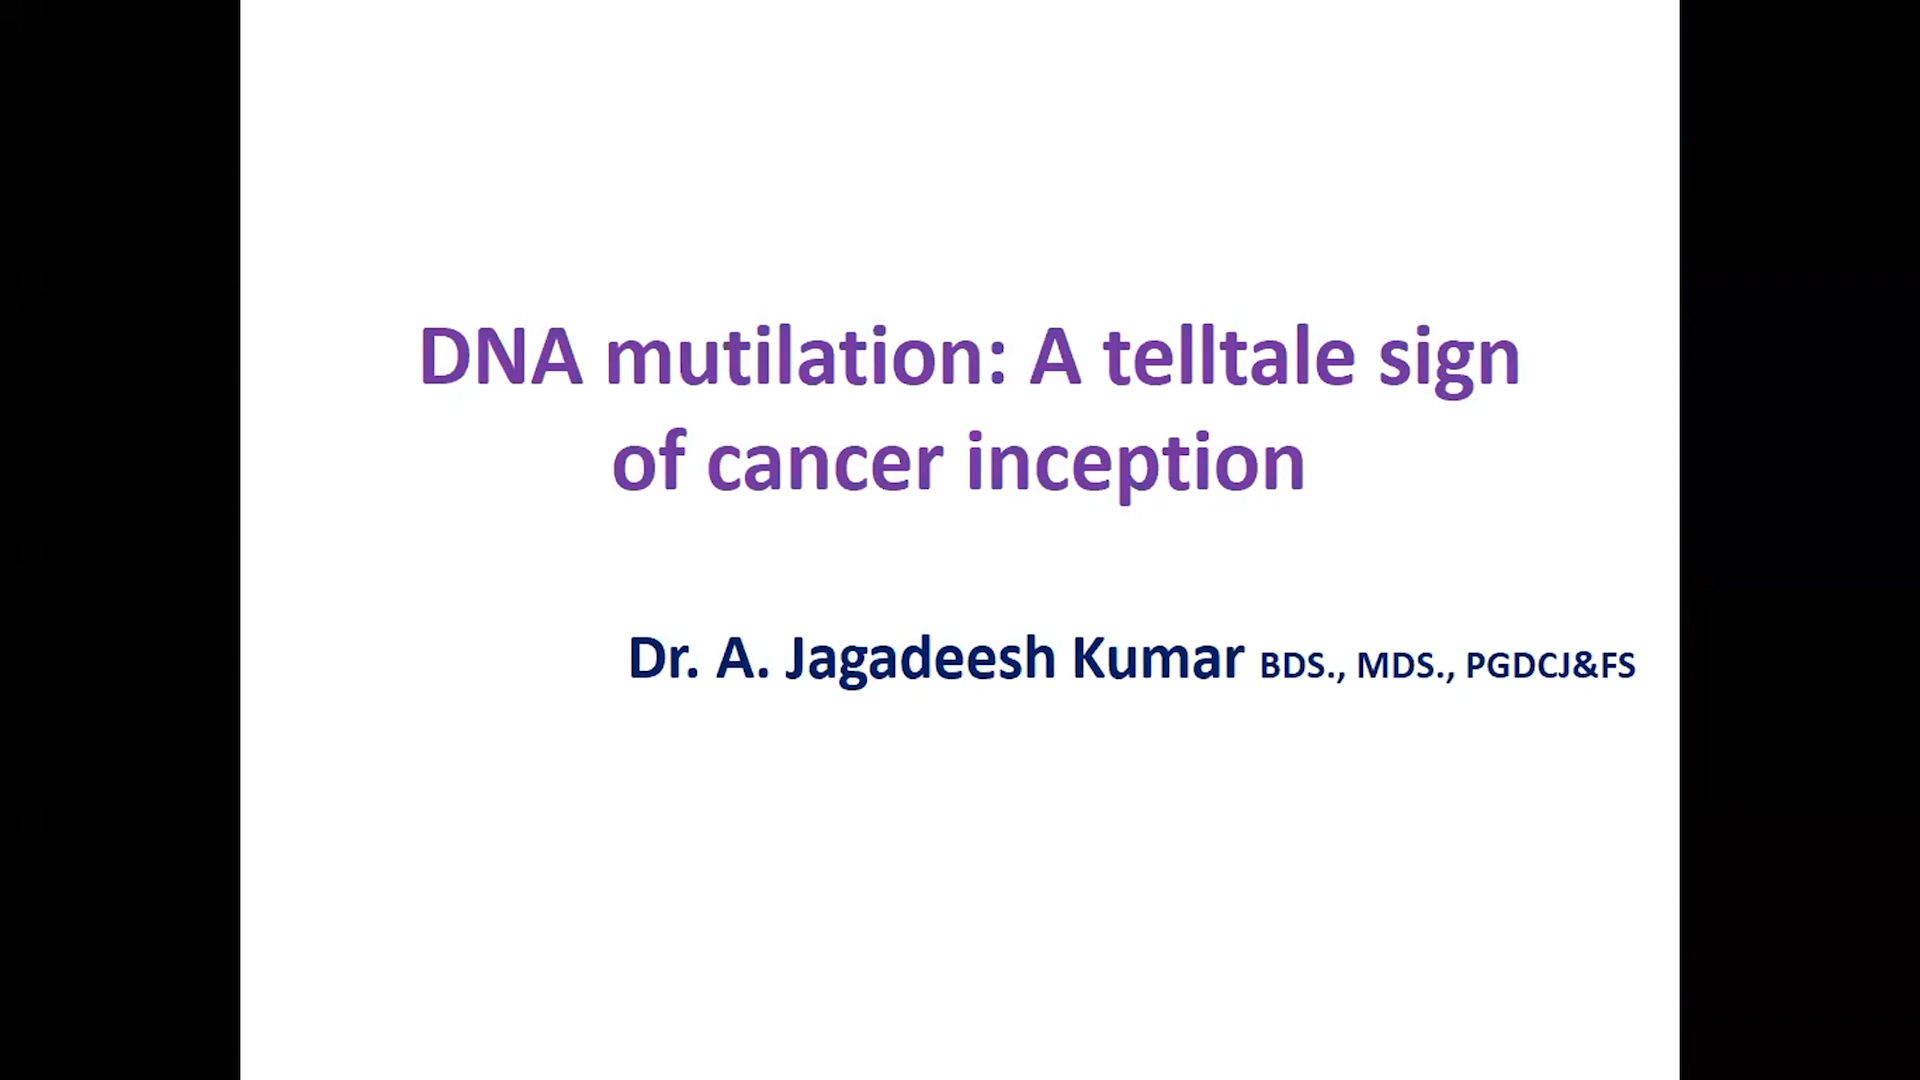 DNA mutilation: A telltale sign
of cancer inception
Dr. A. Jagadeesh Kumar BDS., MDS., PGDCJ&FS